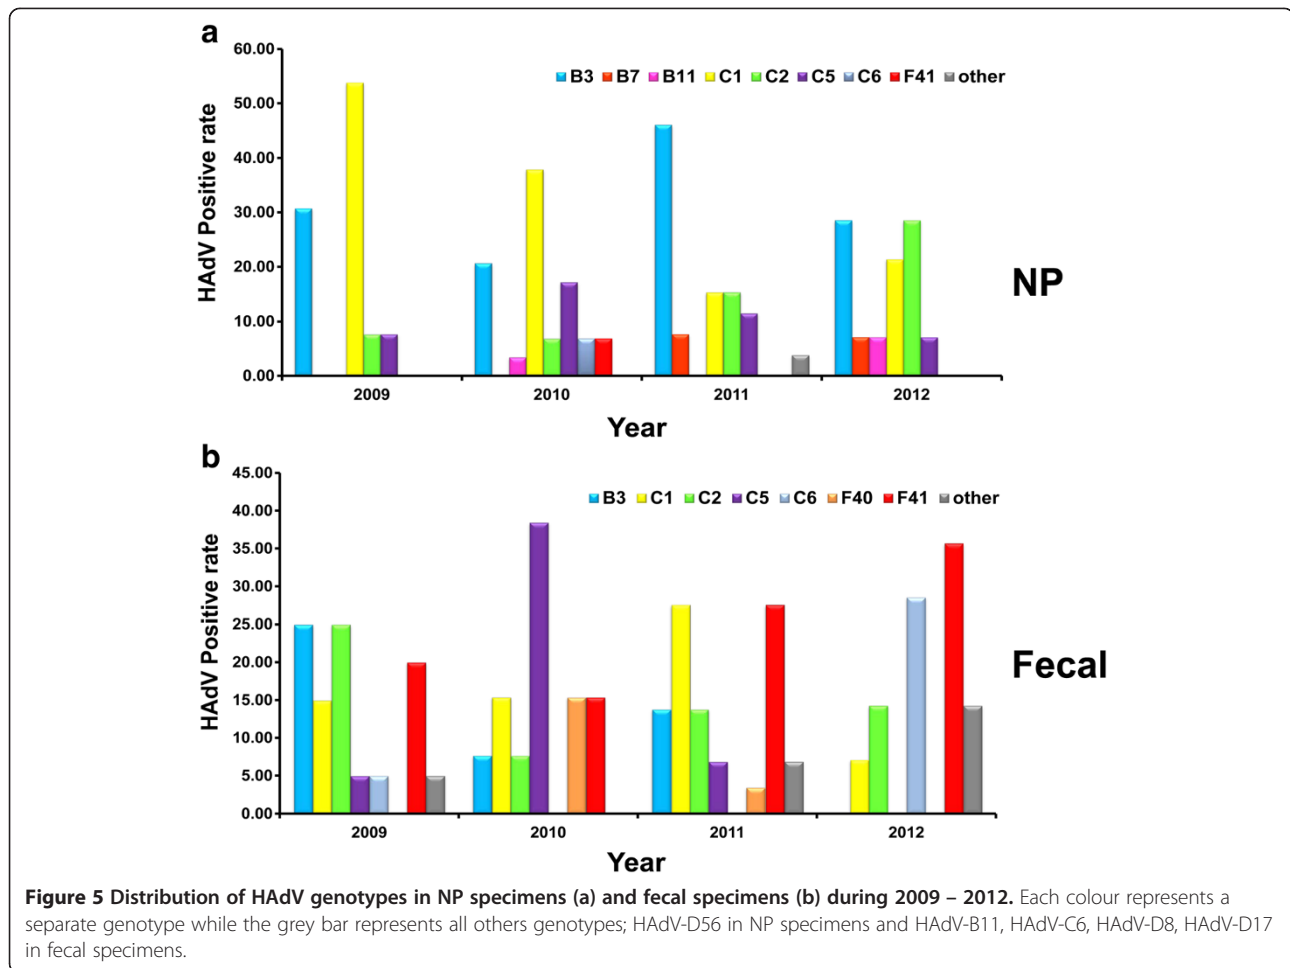 a
60.00
50.00
40.00
30.00
20.00
10.00
0.00
HAdV Positive rate
B3 B7 B11 C1 C2 C5 C6 F41 other
2009 2010 2011 2012
Year
NP
b
45.00
40.00
35.00
30.00
25.00
20.00
15.00
10.00
5.00
0.00
HAdV Positive rate
B3 C1 C2 C5 C6 F40 F41 other
2009 2010 2011 2012
Year
Fecal
Figure 5 Distribution of HAdV genotypes in NP specimens (a) and fecal specimens (b) during 2009 – 2012. Each colour represents a
separate genotype while the grey bar represents all others genotypes; HAdV-D56 in NP specimens and HAdV-B11, HAdV-C6, HAdV-D8, HAdV-D17
in fecal specimens.